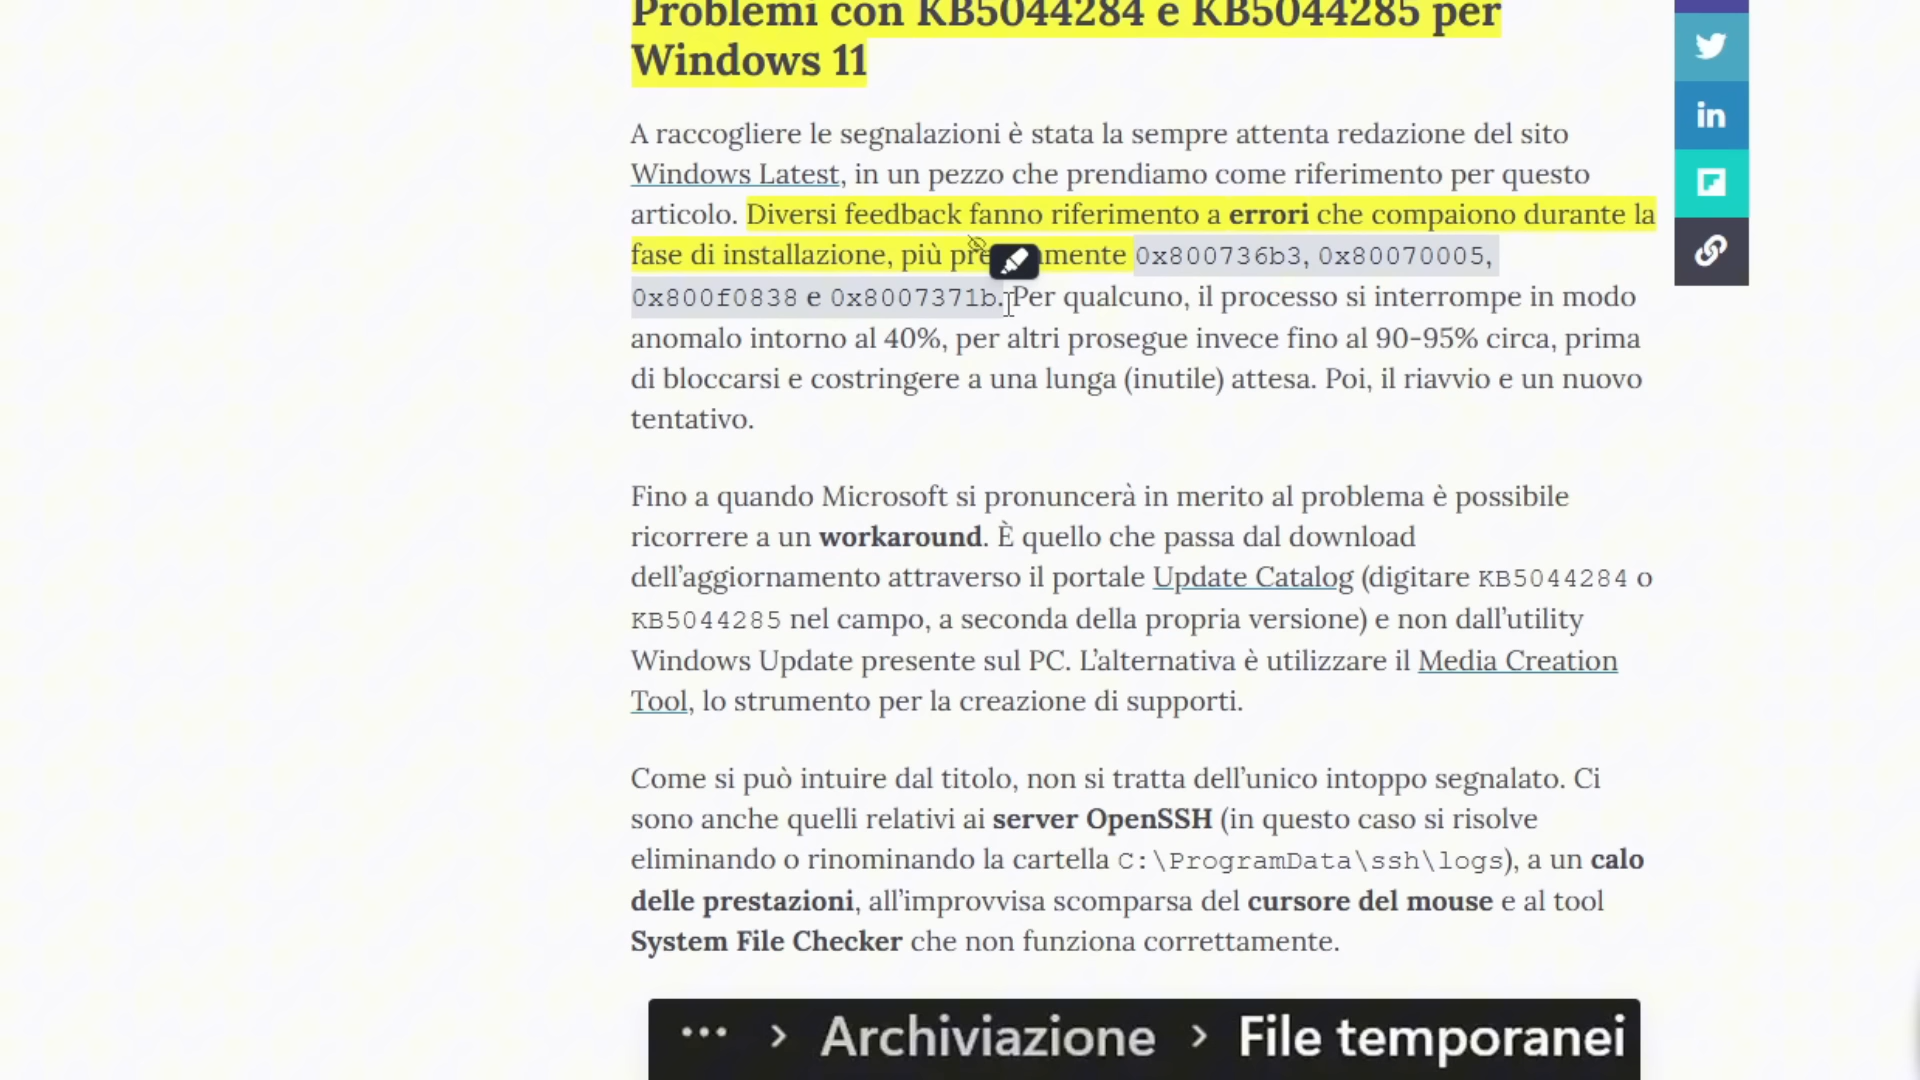 Problemi con KB5044284 e KB5044285 per
Windows 11
A raccogliere le segnalazioni è stata la sempre attenta redazione del sito
Windows Latest, in un pezzo che prendiamo come riferimento per questo
articolo. Diversi feedback fanno riferimento a errori che compaiono durante la
fase di installazione, più pre mente 0x800736b3, 0x80070005,
0x800f0838 e 0x8007371b. Per qualcuno, il processo si interrompe in modo
anomalo intorno al 40%, per altri prosegue invece fino al 90-95% circa, prima
di bloccarsi e costringere a una lunga (inutile) attesa. Poi, il riavvio e un nuovo
tentativo.
Fino a quando Microsoft si pronuncerà in merito al problema è possibile
ricorrere a un workaround. È quello che passa dal download
dell’aggiornamento attraverso il portale Update Catalog (digitare KB5044284 o
KB5044285 nel campo, a seconda della propria versione) e non dall’utility
Windows Update presente sul PC. L’alternativa è utilizzare il Media Creation
Tool, lo strumento per la creazione di supporti.
Come si può intuire dal titolo, non si tratta dell’unico intoppo segnalato. Ci
sono anche quelli relativi ai server OpenSSH (in questo caso si risolve
eliminando o rinominando la cartella C:\ProgramData\ssh\logs), a un calo
delle prestazioni, all’improvvisa scomparsa del cursore del mouse e al tool
System File Checker che non funziona correttamente.
··· > Archiviazione > File temporanei